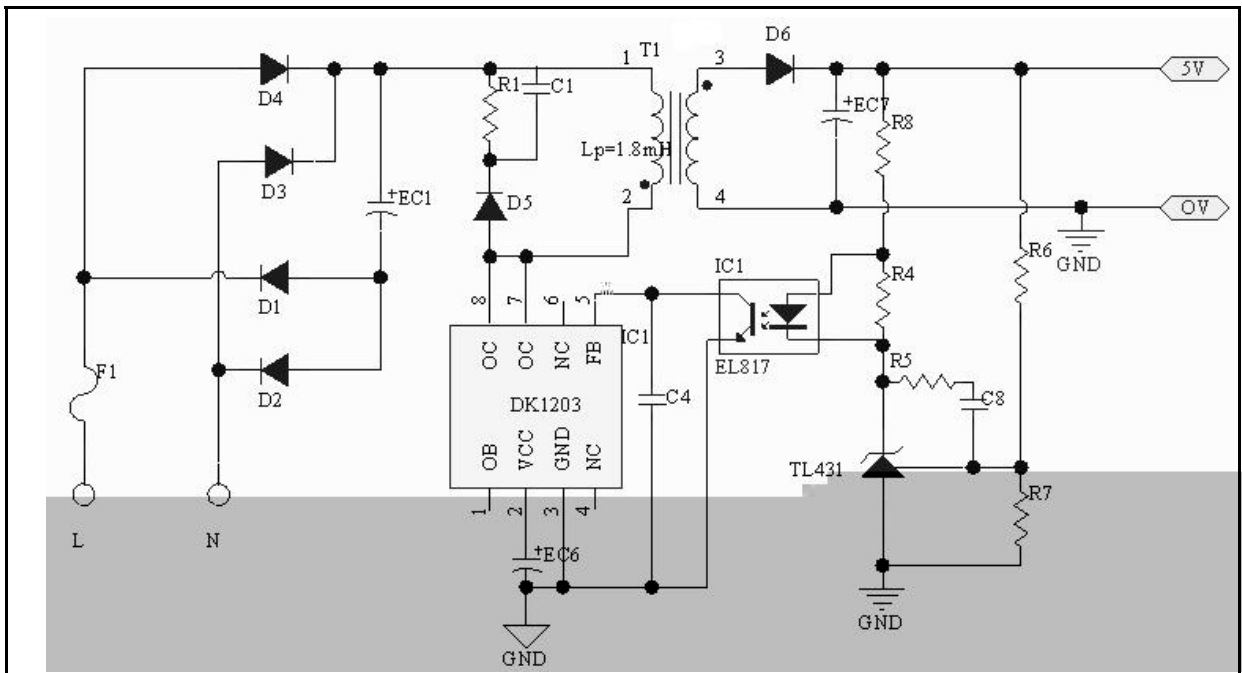 1
T1
3
D6
D4
R1
C1
+EC7
5V
R8
Lp=1.8mH
D3
2
4
D5
+EC1
OV
GND
R6
IC1
R4
8
7
6
5
D1
OC
OC
NC
FB
IC1
EL817
R5
F1
D2
C4
C8
DK1203
OB
VCC
GND
NC
TL431
R7
1
2
3
4
L
N
+EC6
GND
GND